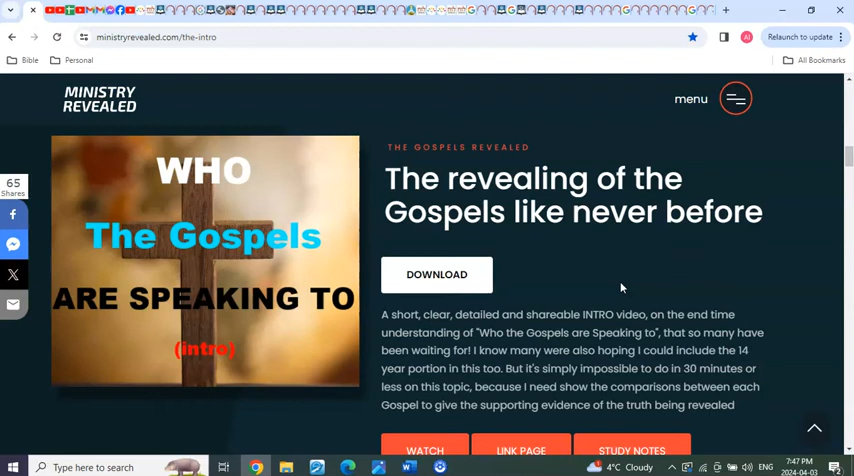 ministryrevealed.com/the-intro
Relaunch to update
Bible
Personal
All Bookmarks
MINISTRY
REVEALED
menu
65
Shares
WHO
The Gospels
ARE SPEAKING TO
(intro)
THE GOSPELS REVEALED
The revealing of the
Gospels like never before
DOWNLOAD
A short, clear, detailed and shareable INTRO video, on the end time
understanding of "Who the Gospels are Speaking to", that so many have
been waiting for! I know many were also hoping I could include the 14
year portion in this too. But it's simply impossible to do in 30 minutes or
less on this topic, because I need show the comparisons between each
Gospel to give the supporting evidence of the truth being revealed
WATCH
LINK PAGE
STUDY NOTES
Type here to search
4°C Cloudy
7:47 PM
2024-04-03